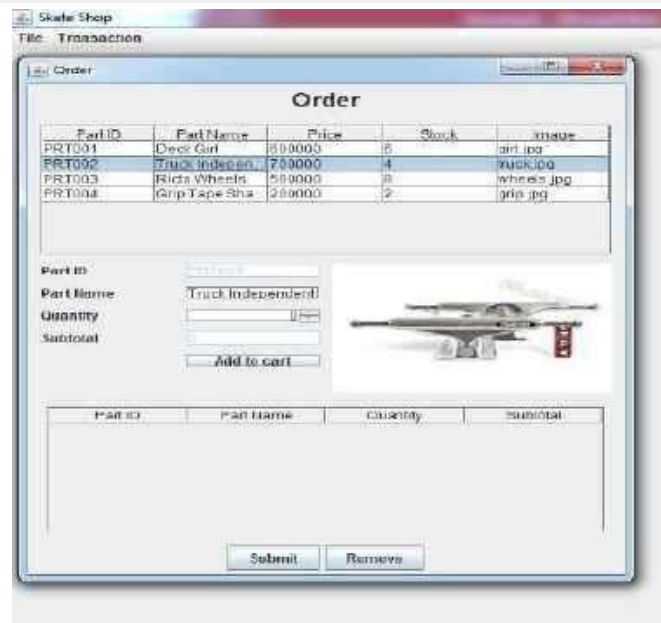 Skate Shop
File Transaction
Order
Order
Part ID Part Name Price Stock Image
PRT001 Deck Girl 600000 6 girl.jpg
PRT002 Truck Indepen... 700000 4 truck.jpg
PRT003 Ricta Wheels 500000 8 wheels.jpg
PRT004 Grip Tape Sha... 200000 2 grip.jpg
Part ID
Part Name Truck Independent
Quantity
Subtotal
Add to cart
Part ID Part Name Quantity Subtotal
Submit Remove